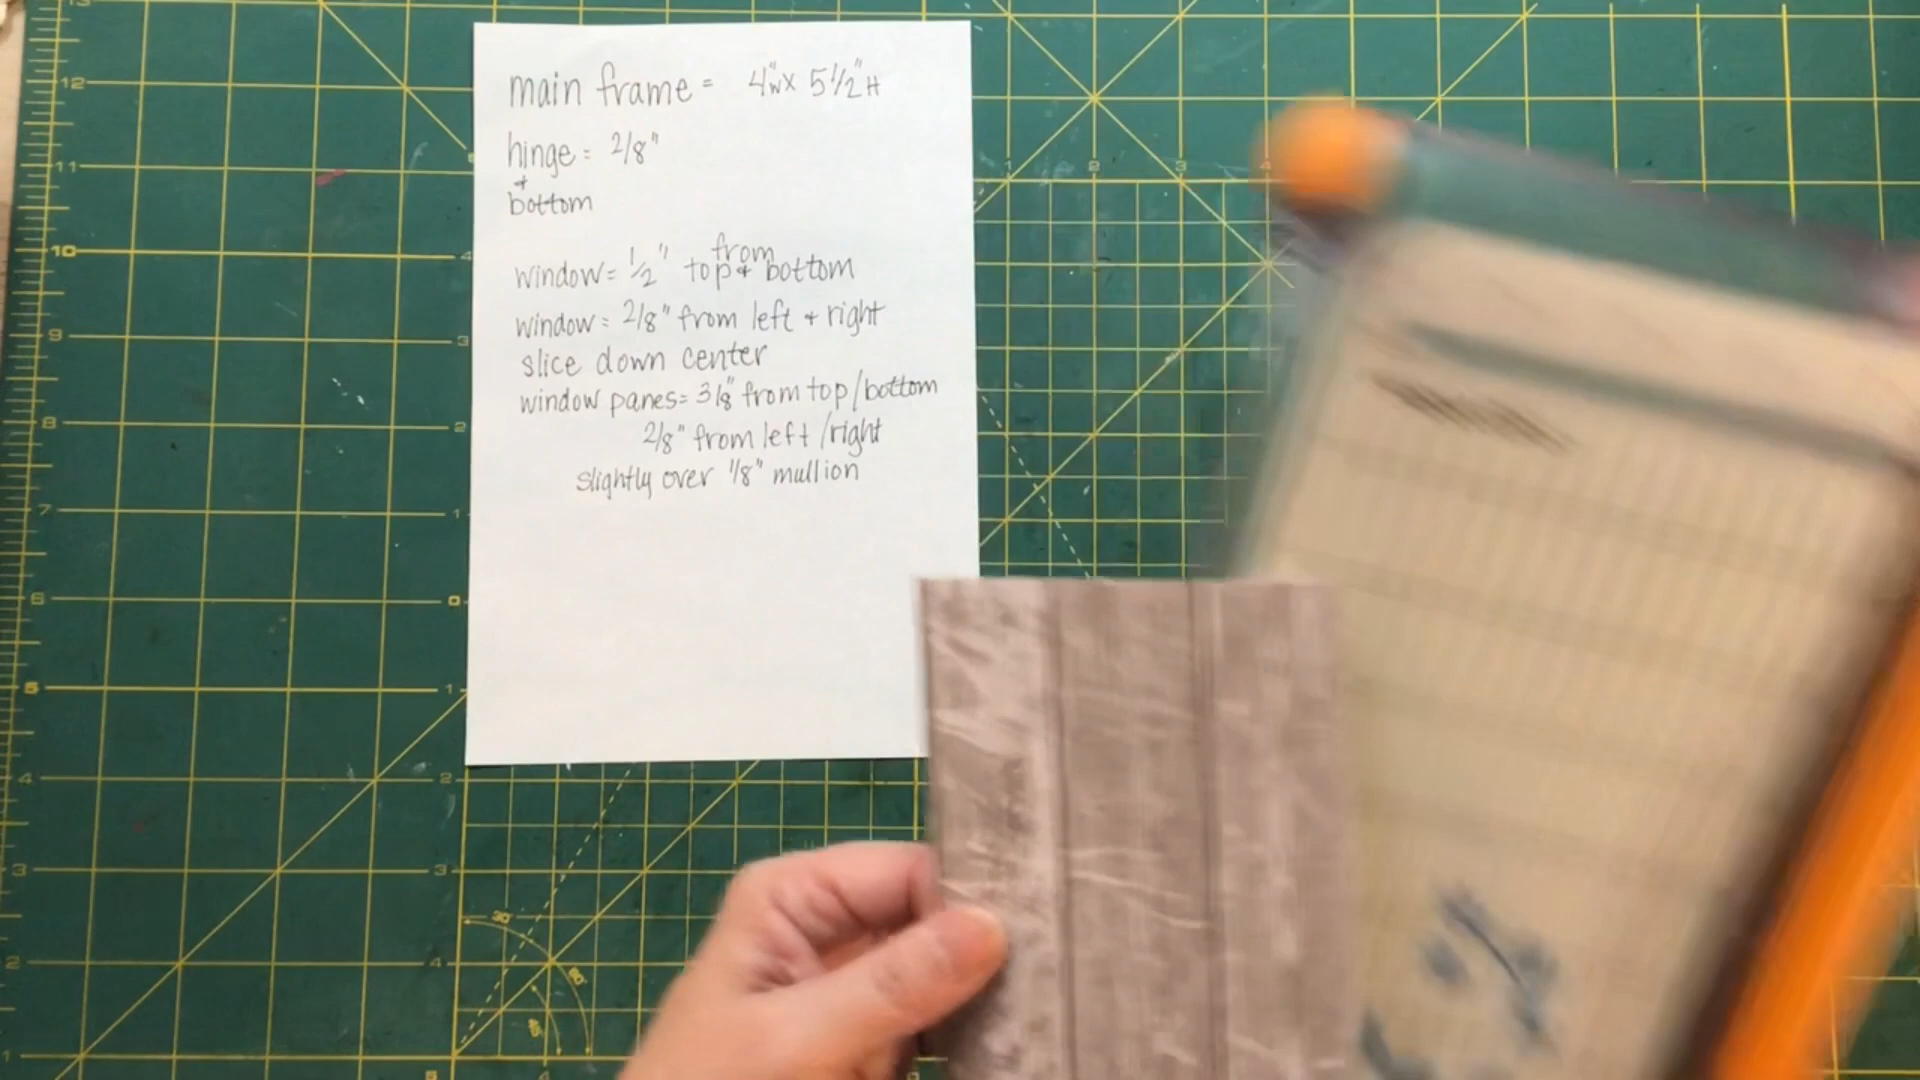 main frame = 4"w x 5 1/2" H
hinge = 2/8"
+
bottom
window = 1/2" from top + bottom
window = 2/8" from left + right
slice down center
window panes = 3/8" from top/bottom
2/8" from left/right
slightly over 1/8" mullion